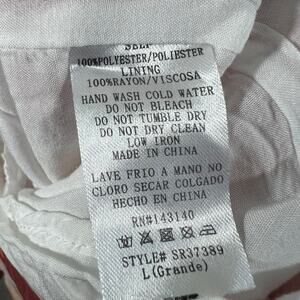 SELF
100%POLYESTER/POLIESTER
LINING
100%RAYON/VISCOSA
HAND WASH COLD WATER
DO NOT BLEACH
DO NOT TUMBLE DRY
DO NOT DRY CLEAN
LOW IRON
MADE IN CHINA
LAVE FRIO A MANO NO
CLORO SECAR COLGADO
HECHO EN CHINA
RN#143140
STYLE# SR37389
L(Grande)